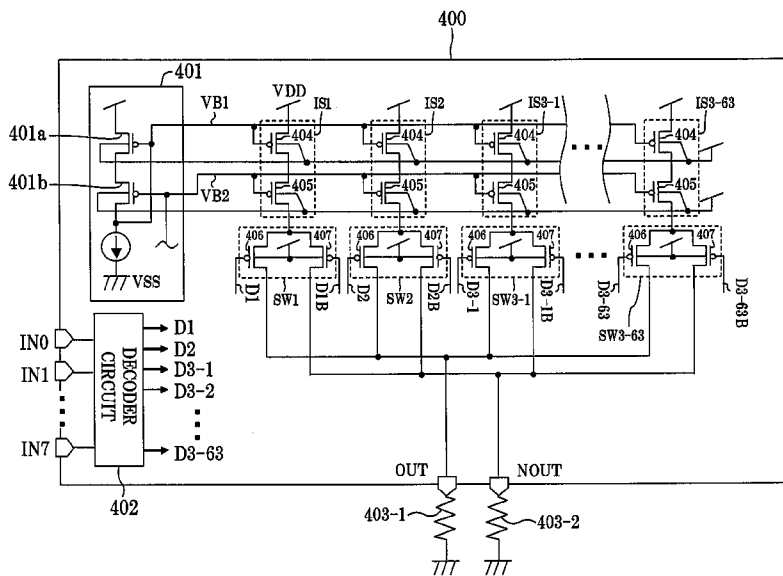 400
401
VDD
VB1
IS1
IS2
IS3-1
IS3-63
401a
404
404
404
404
401b
VB2
405
405
405
405
VSS
406
407
406
407
406
407
406
407
SW1
SW2
SW3-1
SW3-63
D1
D1B
D2
D2B
D3-1
D3-1B
D3-63
D3-63B
IN0
IN1
IN7
DECODER
CIRCUIT
D1
D2
D3-1
D3-2
D3-63
402
OUT
NOUT
403-1
403-2